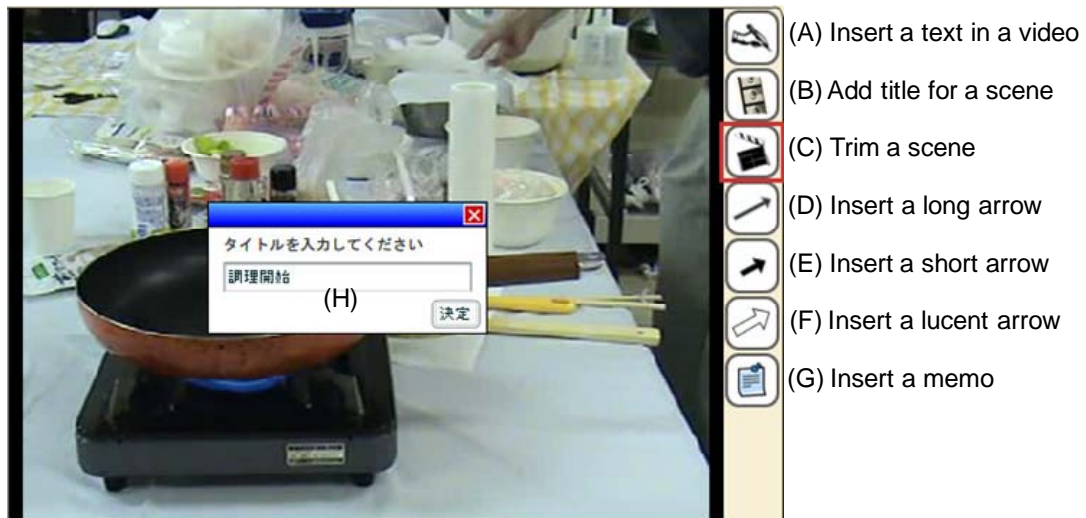 (A) Insert a text in a video
(B) Add title for a scene
(C) Trim a scene
(D) Insert a long arrow
(E) Insert a short arrow
(F) Insert a lucent arrow
(G) Insert a memo
タイトルを入力してください
調理開始
(H)
決定